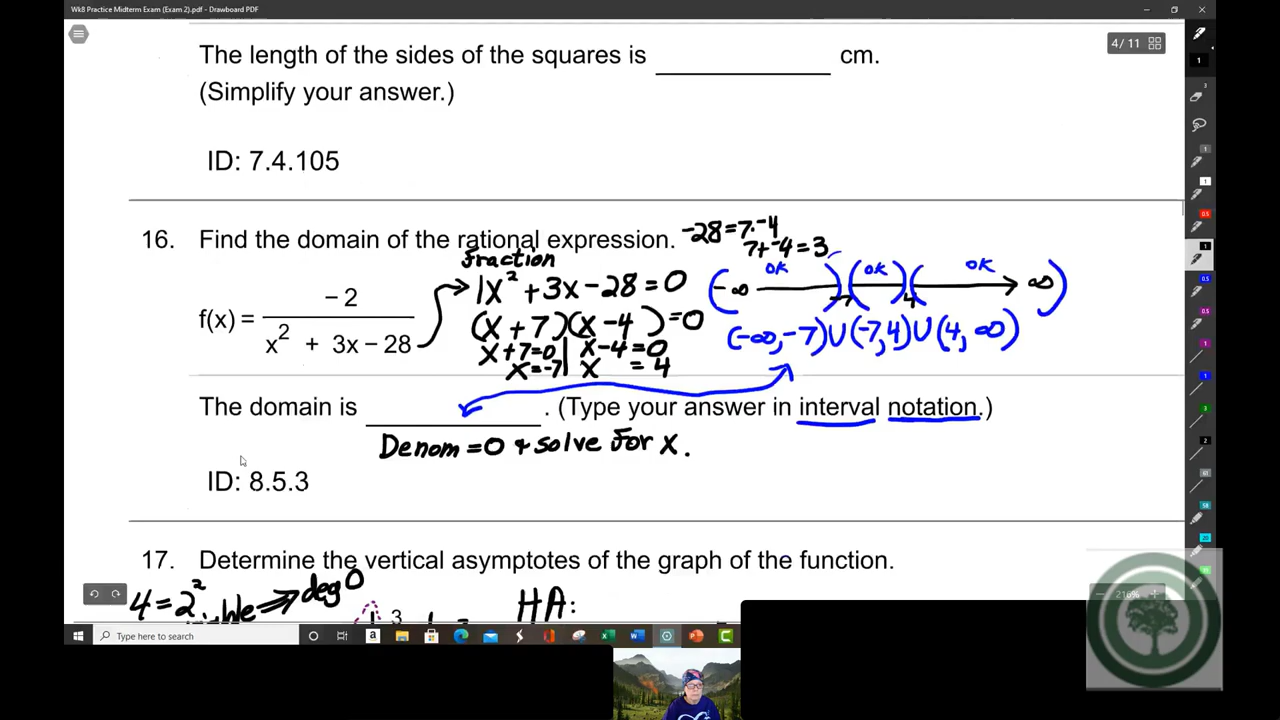 Wk8 Practice Midterm Exam (Exam 2).pdf - DRAWBOARD PDF
4 / 11
The length of the sides of the squares is ____________ cm.
(Simplify your answer.)
ID: 7.4.105
16. Find the domain of the rational expression.
-28=7·-4
7+-4=3
Fraction
f(x) = -2 / (x² + 3x - 28)
1x²+3x-28=0
(x+7)(x-4)=0
x+7=0 | x-4=0
x=-7 | x = 4
OK OK OK
-∞ -7 4 ∞
(-∞,-7)∪(-7,4)∪(4,∞)
The domain is ____________. (Type your answer in interval notation.)
Denom=0 + solve for x.
ID: 8.5.3
17. Determine the vertical asymptotes of the graph of the function.
4=2²
deg 0
HA:
3
216%
Type here to search